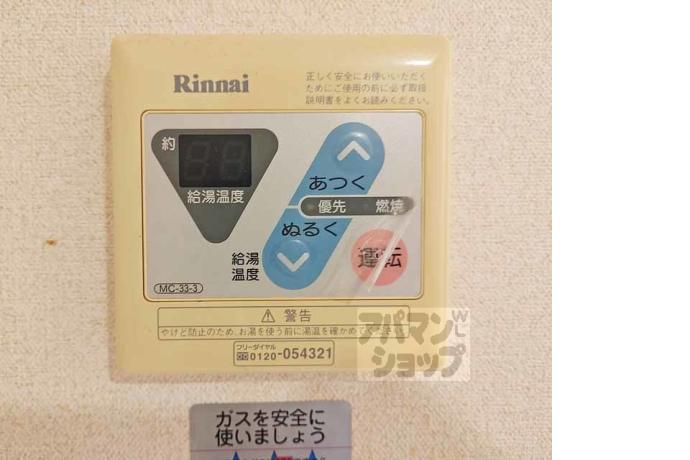 Rinnai
正しく安全にお使いいただく
ためにご使用の前に必ず取扱
説明書をよくお読みください。
約
給湯温度
あつく
優先 燃焼
ぬるく
給湯
温度
運転
MC-33-3
⚠ 警告
やけど防止のため、お湯を使う前に湯温を確かめてください。
フリーダイヤル
0120-054321
アパマン
ショップ
ガスを安全に
使いましょう